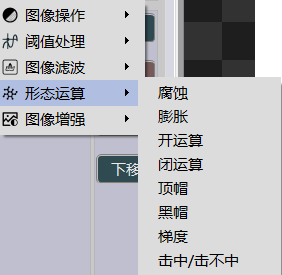 图像操作
阈值处理
图像滤波
形态运算
图像增强
下移
腐蚀
膨胀
开运算
闭运算
顶帽
黑帽
梯度
击中/击不中